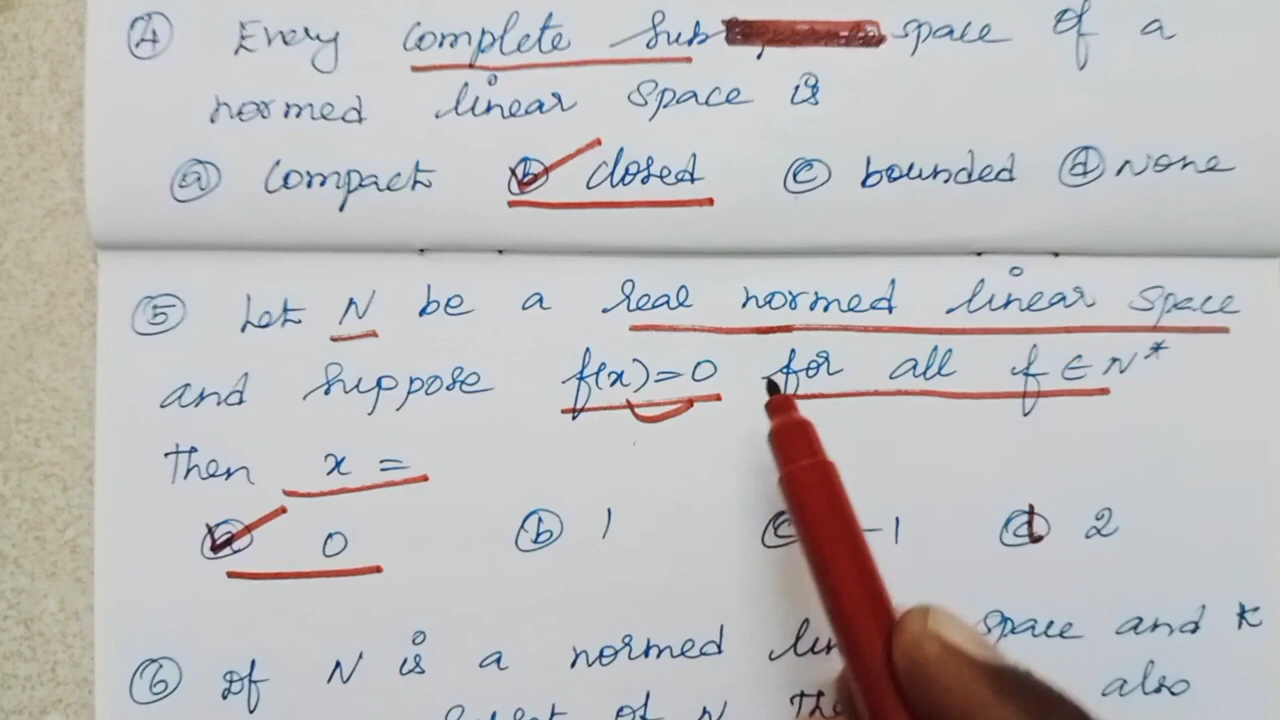 ④ Every complete sub space of a
normed linear space is
ⓐ compact ⓑ closed ⓒ bounded ⓓ None
⑤ Let N be a real normed linear space
and suppose f(x)=0 for all f∈N*
then x =
ⓐ 0 ⓑ 1 ⓒ -1 ⓓ 2
⑥ If N is a normed space and K
of N also